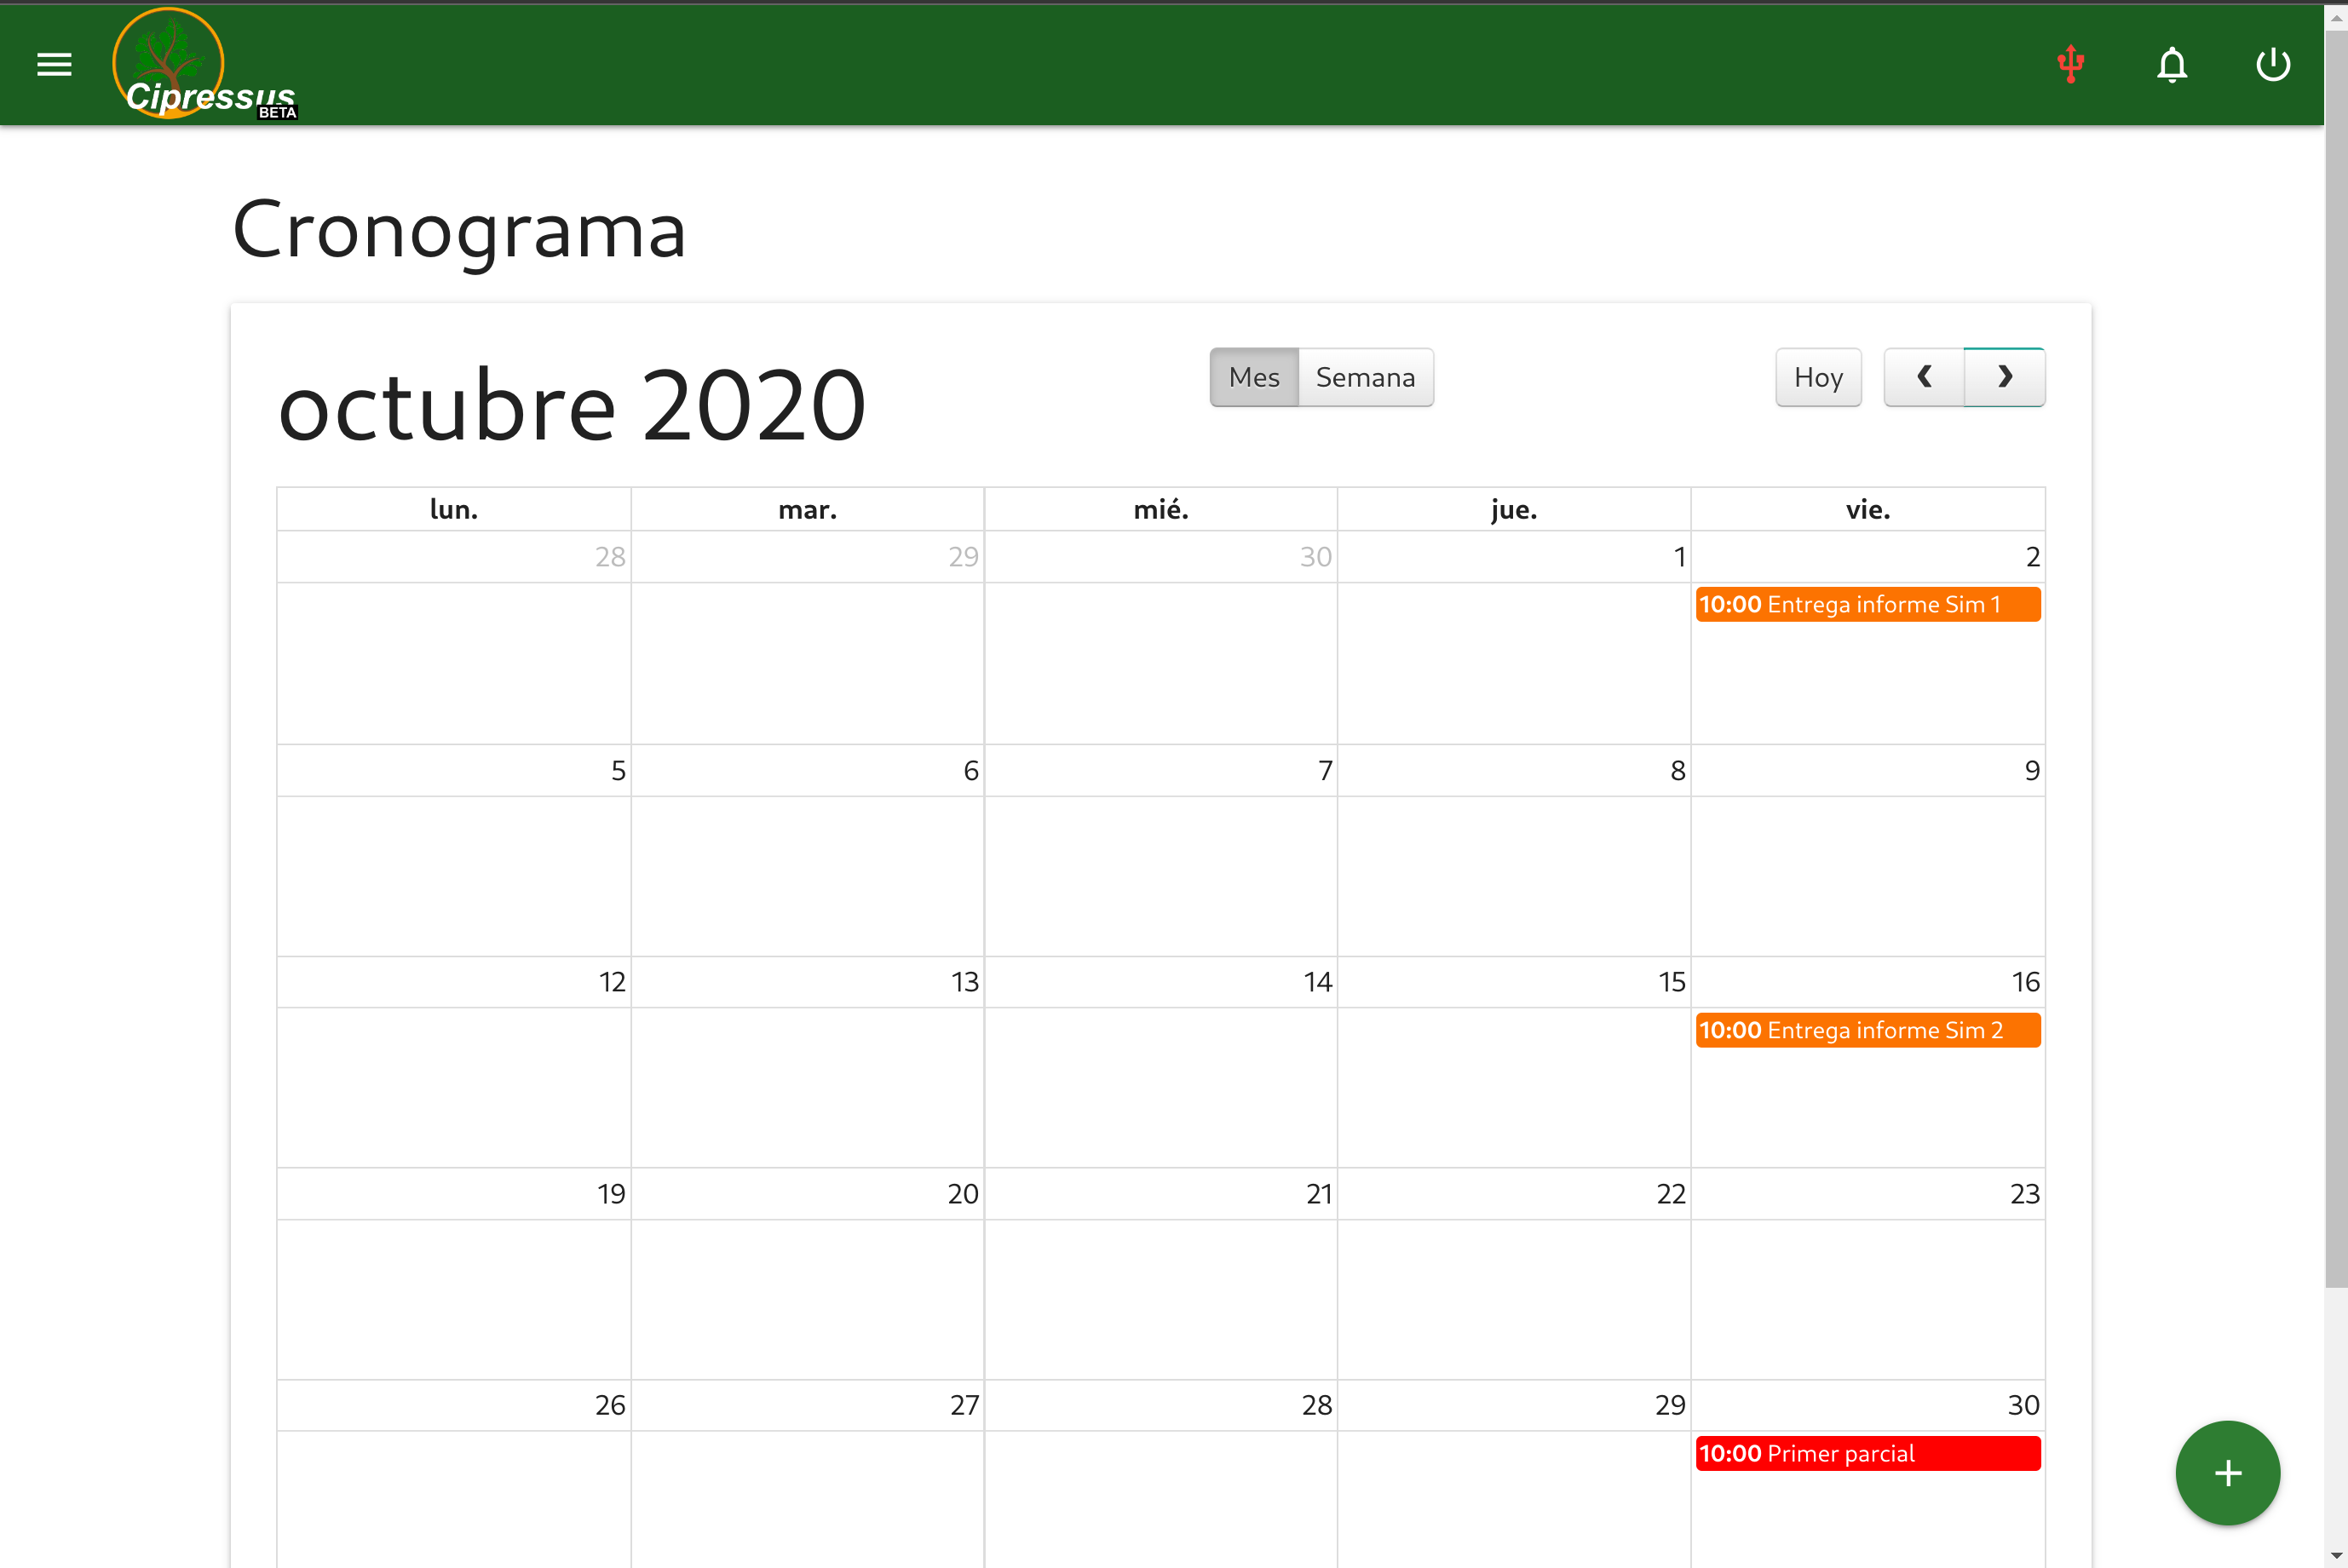 Cipressus
BETA
Cronograma
octubre 2020
Mes Semana
Hoy
lun. mar. mié. jue. vie.
28 29 30 1 2
10:00 Entrega informe Sim 1
5 6 7 8 9
12 13 14 15 16
10:00 Entrega informe Sim 2
19 20 21 22 23
26 27 28 29 30
10:00 Primer parcial